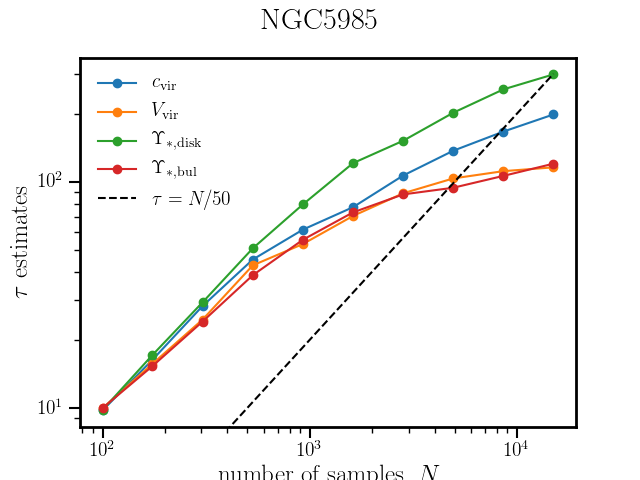 NGC5985
c_vir
V_vir
Υ_*,disk
Υ_*,bul
τ = N/50
τ estimates
10^2
10^1
10^2
10^3
10^4
number of samples, N